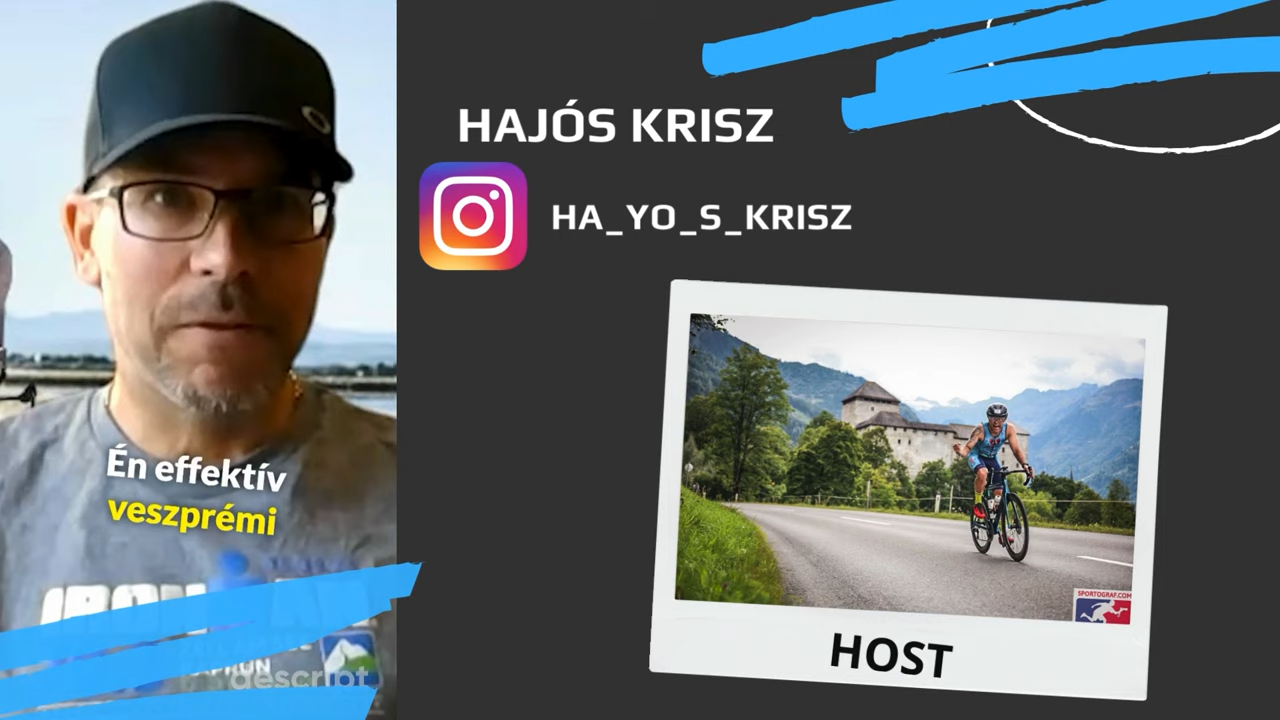 HAJÓS KRISZ
HA_YO_S_KRISZ
Én effektív
veszprémi
SPORTOGRAF.COM
HOST
descript